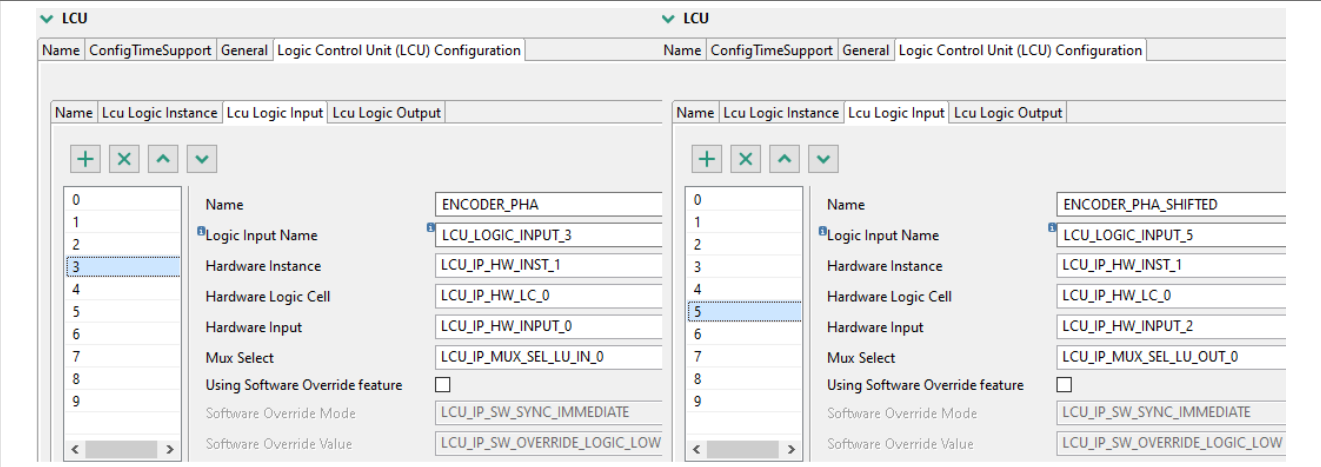 LCU
Name ConfigTimeSupport General Logic Control Unit (LCU) Configuration
Name Lcu Logic Instance Lcu Logic Input Lcu Logic Output
0
1
2
3
4
5
6
7
8
9
Name ENCODER_PHA
Logic Input Name LCU_LOGIC_INPUT_3
Hardware Instance LCU_IP_HW_INST_1
Hardware Logic Cell LCU_IP_HW_LC_0
Hardware Input LCU_IP_HW_INPUT_0
Mux Select LCU_IP_MUX_SEL_LU_IN_0
Using Software Override feature
Software Override Mode LCU_IP_SW_SYNC_IMMEDIATE
Software Override Value LCU_IP_SW_OVERRIDE_LOGIC_LOW
LCU
Name ConfigTimeSupport General Logic Control Unit (LCU) Configuration
Name Lcu Logic Instance Lcu Logic Input Lcu Logic Output
0
1
2
3
4
5
6
7
8
9
Name ENCODER_PHA_SHIFTED
Logic Input Name LCU_LOGIC_INPUT_5
Hardware Instance LCU_IP_HW_INST_1
Hardware Logic Cell LCU_IP_HW_LC_0
Hardware Input LCU_IP_HW_INPUT_2
Mux Select LCU_IP_MUX_SEL_LU_OUT_0
Using Software Override feature
Software Override Mode LCU_IP_SW_SYNC_IMMEDIATE
Software Override Value LCU_IP_SW_OVERRIDE_LOGIC_LOW